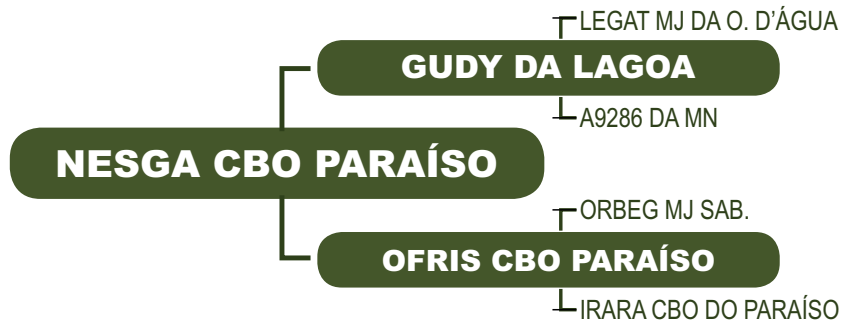 LEGAT MJ DA O. D'ÁGUA
GUDY DA LAGOA
A9286 DA MN
NESGA CBO PARAÍSO
ORBEG MJ SAB.
OFRIS CBO PARAÍSO
IRARA CBO DO PARAÍSO